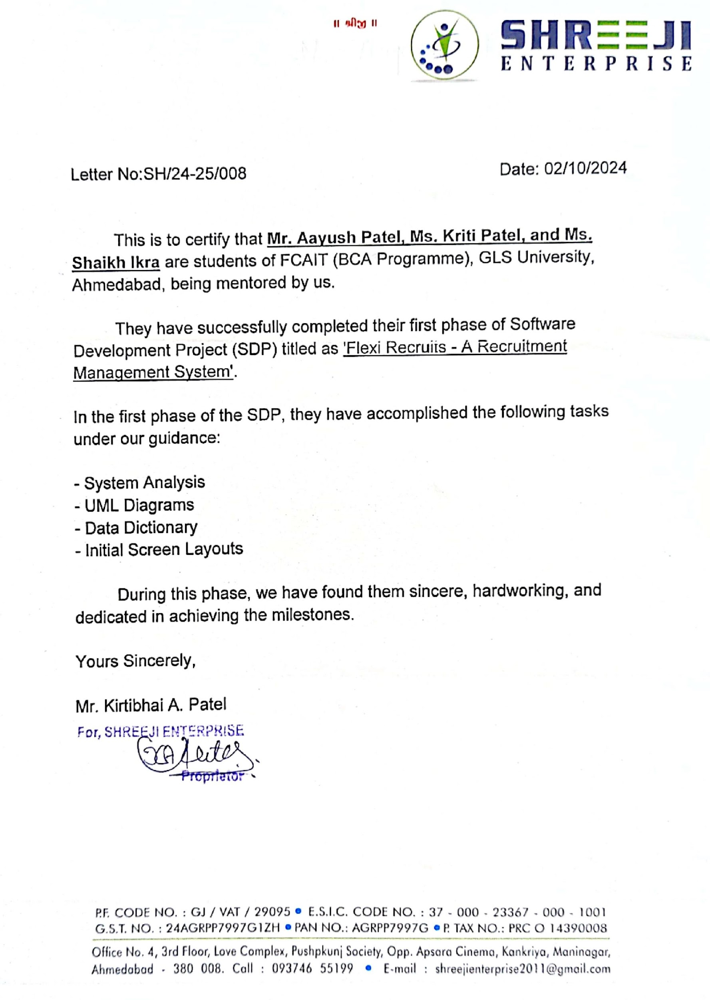 ॥ श्रीजी ॥
SHREEJI
ENTERPRISE
Letter No:SH/24-25/008
Date: 02/10/2024
This is to certify that Mr. Aayush Patel, Ms. Kriti Patel, and Ms.
Shaikh Ikra are students of FCAIT (BCA Programme), GLS University,
Ahmedabad, being mentored by us.
They have successfully completed their first phase of Software
Development Project (SDP) titled as 'Flexi Recruits - A Recruitment
Management System'.
In the first phase of the SDP, they have accomplished the following tasks
under our guidance:
- System Analysis
- UML Diagrams
- Data Dictionary
- Initial Screen Layouts
During this phase, we have found them sincere, hardworking, and
dedicated in achieving the milestones.
Yours Sincerely,
Mr. Kirtibhai A. Patel
For, SHREEJI ENTERPRISE
Proprietor
P.F. CODE NO. : GJ / VAT / 29095 • E.S.I.C. CODE NO. : 37 - 000 - 23367 - 000 - 1001
G.S.T. NO. : 24AGRPP7997G1ZH • PAN NO.: AGRPP7997G • P. TAX NO.: PRC O 14390008
Office No. 4, 3rd Floor, Love Complex, Pushpkunj Society, Opp. Apsara Cinema, Kankriya, Maninagar,
Ahmedabad - 380 008. Call : 093746 55199 • E-mail : shreejienterprise2011@gmail.com